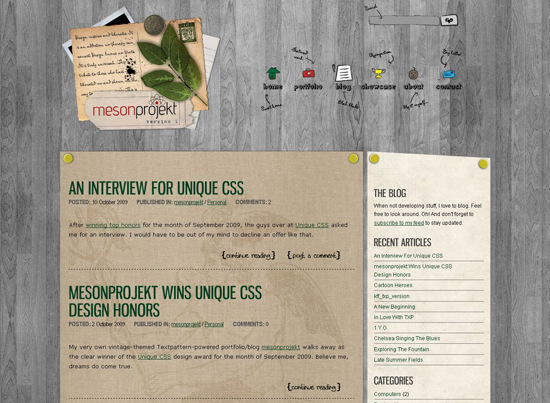 Search
go
mesonprojekt
version 1
home
portfolio
blog
showcase
about
contact
AN INTERVIEW FOR UNIQUE CSS
POSTED: 10 October 2009 PUBLISHED IN: mesonprojekt / Personal COMMENTS: 2
After winning top honors for the month of September 2009, the guys over at Unique CSS asked
me for an interview. I would have to be out of my mind to decline an offer like that.
{continue reading} {post a comment}
MESONPROJEKT WINS UNIQUE CSS
DESIGN HONORS
POSTED: 2 October 2009 PUBLISHED IN: mesonprojekt / Personal COMMENTS: 0
My very own vintage-themed Textpattern-powered portfolio/blog mesonprojekt walks away as
the clear winner of the Unique CSS design award for the month of September 2009. Believe me,
dreams do come true.
{continue reading}
THE BLOG
When not developing stuff, I love to blog. Feel
free to look around. Oh! And don't forget to
subscribe to my feed to stay updated.
RECENT ARTICLES
An Interview For Unique CSS
mesonprojekt Wins Unique CSS
Design Honors
Cartoon Heroes
kff_txp_version
A New Beginning
In Love With TXP
1 Y.O.
Chelsea Singing The Blues
Exploring The Fountain
Late Summer Fields
CATEGORIES
Computers (2)